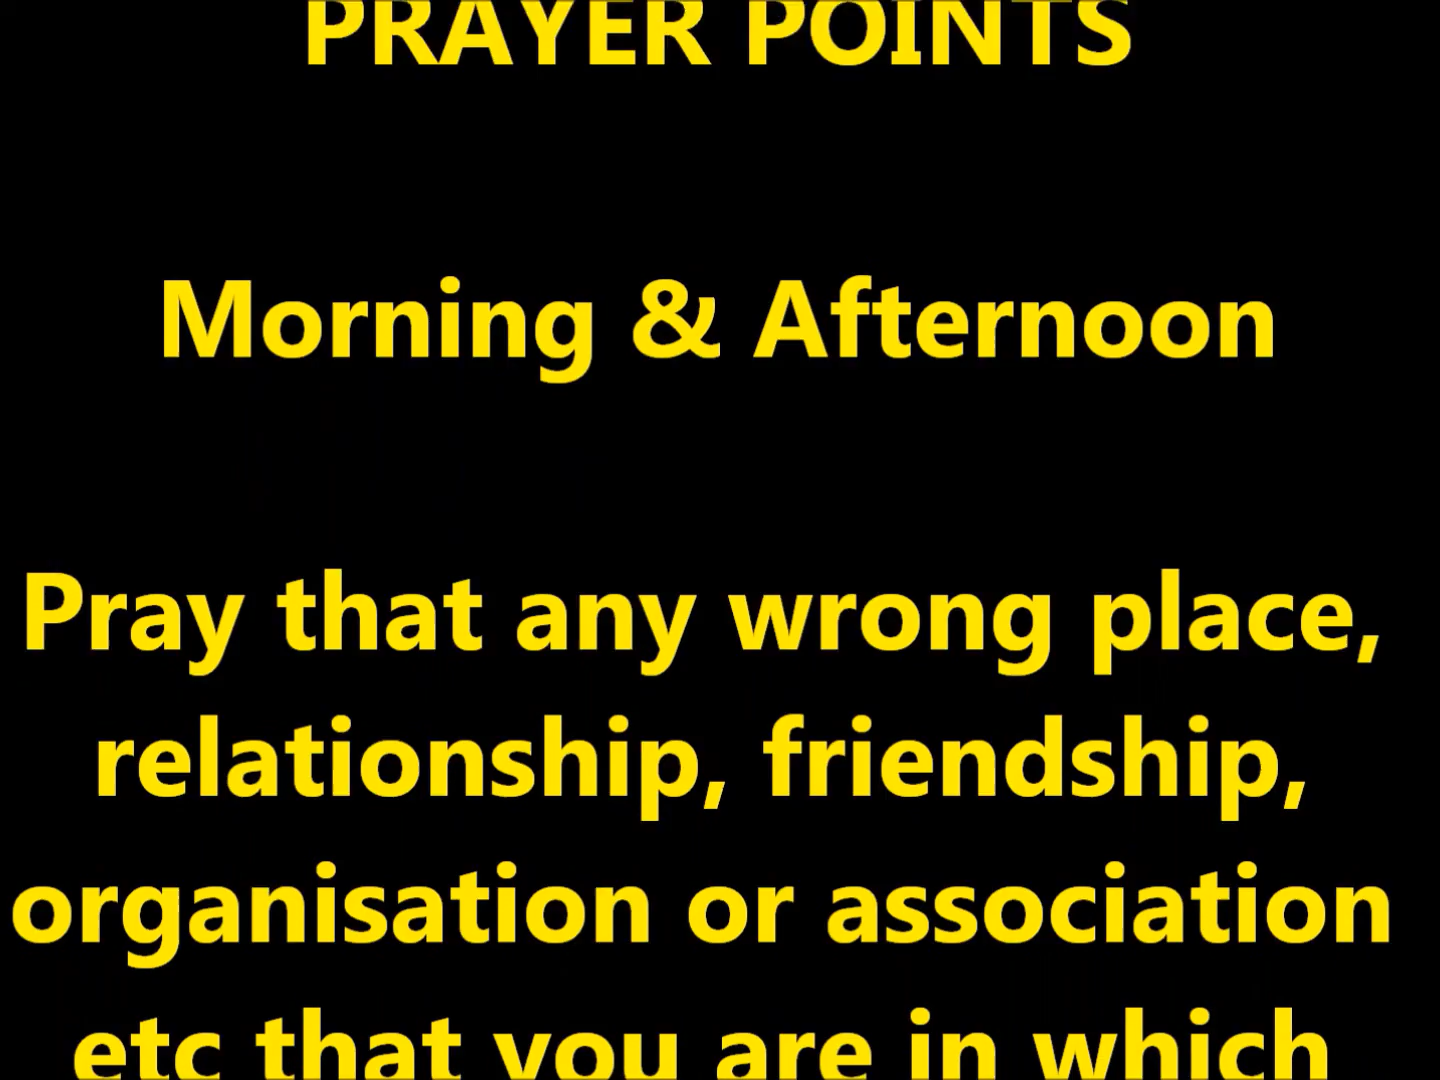 PRAYER POINTS
Morning & Afternoon
Pray that any wrong place,
relationship, friendship,
organisation or association
etc that you are in which